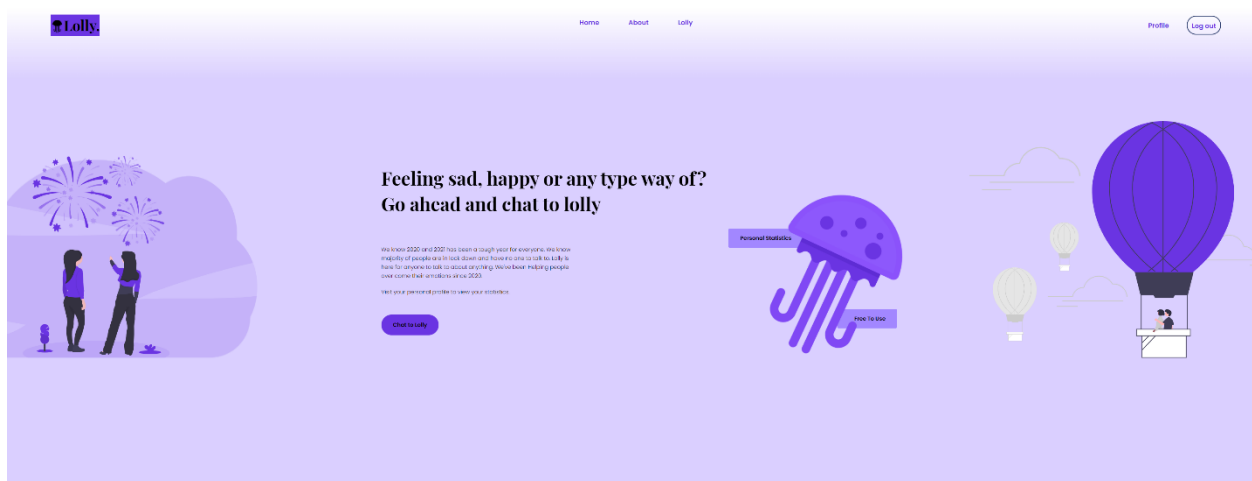 Lolly.
Home About Lolly
Profile Log out
Feeling sad, happy or any type way of?
Go ahead and chat to lolly
We know 2020 and 2021 has been a tough year for everyone. We know
majority of people are in lock down and have no one to talk to. Lolly is
here for anyone to talk to about anything. We've been Helping people
over come their emotions since 2020.
Visit your personal profile to view your statistics.
Chat to Lolly
Personal Statistics
Free To Use